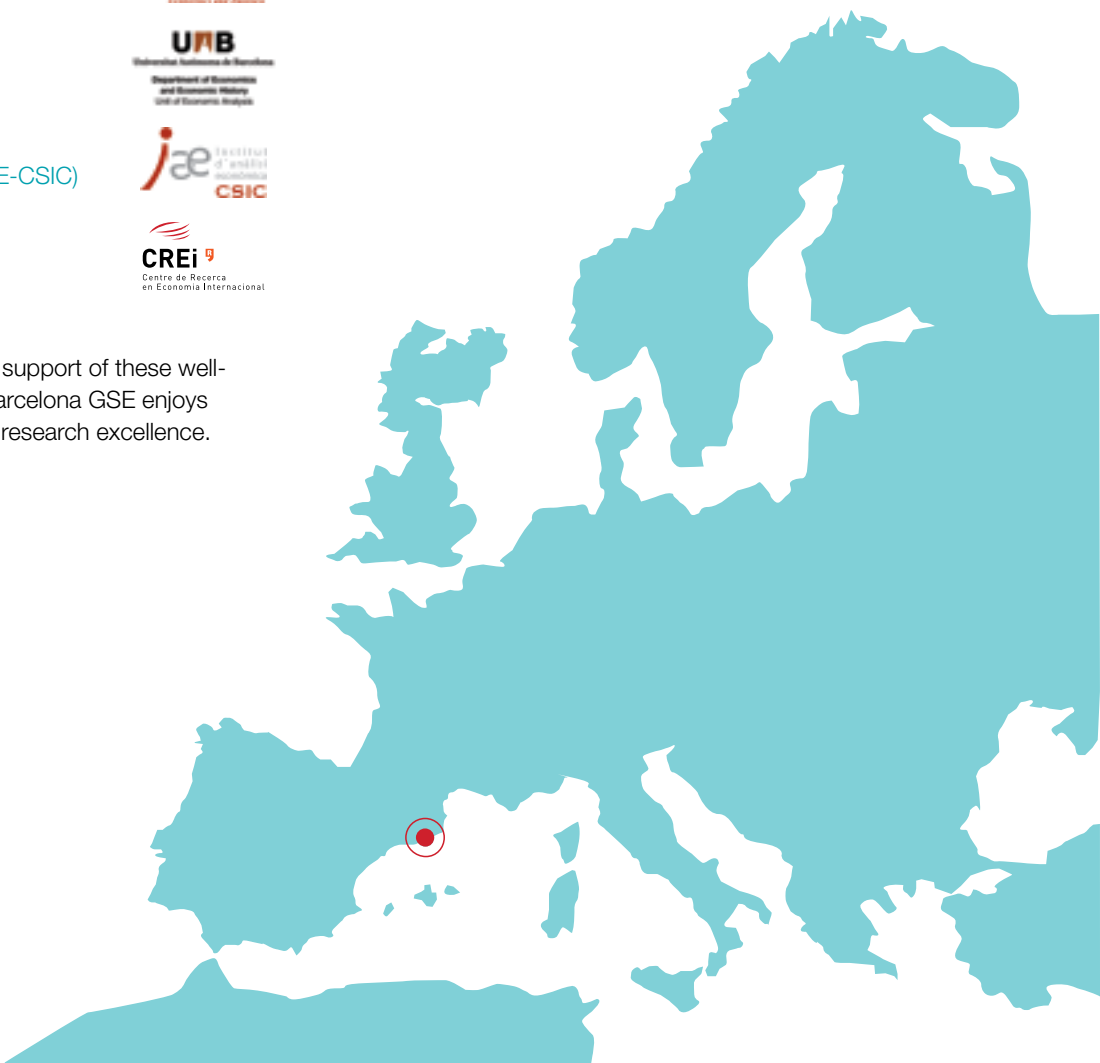 UAB
Universitat Autònoma de Barcelona
Department of Economics
and Economic History
Unit of Economic Analysis
E-CSIC)
iae
Institut
d'anàlisi
econòmica
CSIC
CREi
Centre de Recerca
en Economia Internacional
support of these well-
arcelona GSE enjoys
research excellence.